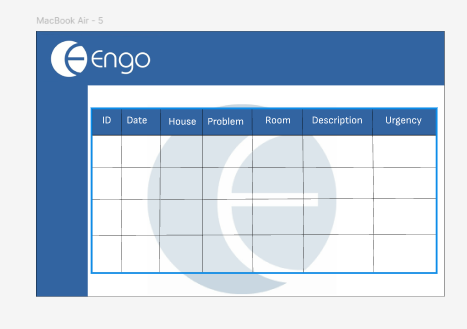 MacBook Air - 5
engo
ID Date House Problem Room Description Urgency